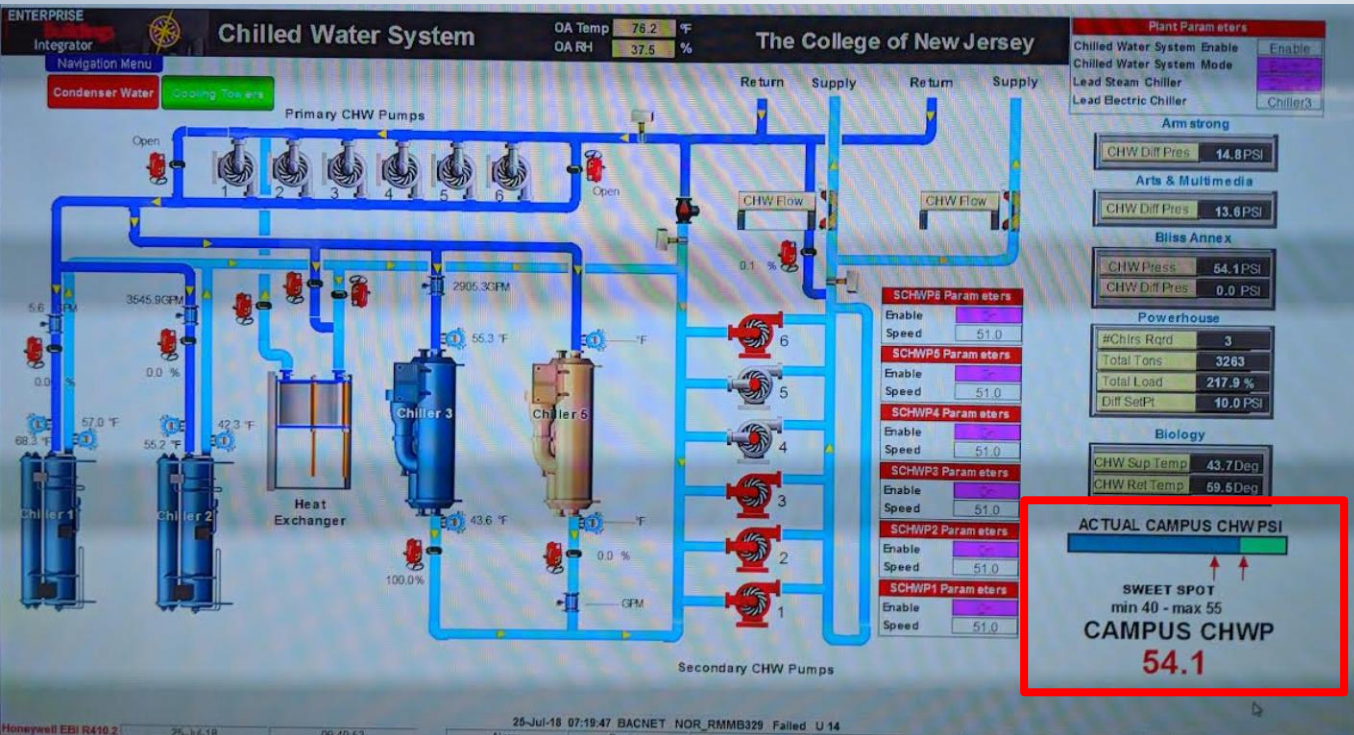 ENTERPRISE
Buildings
Integrator
Navigation Menu
Chilled Water System
OA Temp 76.2 °F
OA RH 37.5 %
The College of New Jersey
Plant Parameters
Chilled Water System Enable Enable
Chilled Water System Mode
Lead Steam Chiller
Lead Electric Chiller Chiller3
Condenser Water
Cooling Towers
Return Supply Return Supply
Primary CHW Pumps
Open
1 2 3 4 5 6
Open
CHW Flow
CHW Flow
0.1 %
Armstrong
CHW Diff Pres 14.8 PSI
Arts & Multimedia
CHW Diff Pres 13.6 PSI
Bliss Annex
CHW Press 54.1 PSI
CHW Diff Pres 0.0 PSI
Powerhouse
#Chlrs Rqrd 3
Total Tons 3263
Total Load 217.9 %
Diff SetPt 10.0 PSI
Biology
CHW Sup Temp 43.7 Deg
CHW Ret Temp 59.5 Deg
5.6 GPM
3545.9GPM
2905.3GPM
0.0 %
0.0 %
55.3 °F
°F
68.3 °F
57.0 °F
55.2 °F
42.3 °F
Chiller 1
Chiller 2
Heat
Exchanger
Chiller 3
Chiller 5
43.6 °F
°F
100.0%
0.0 %
GPM
6
5
4
3
2
1
Secondary CHW Pumps
SCHWP6 Parameters
Enable
Speed 51.0
SCHWP5 Parameters
Enable
Speed 51.0
SCHWP4 Parameters
Enable
Speed 51.0
SCHWP3 Parameters
Enable
Speed 51.0
SCHWP2 Parameters
Enable
Speed 51.0
SCHWP1 Parameters
Enable
Speed 51.0
ACTUAL CAMPUS CHW PSI
SWEET SPOT
min 40 - max 55
CAMPUS CHWP
54.1
25-Jul-18 07:19:47 BACNET NOR_RMMB329 Failed U 14
Honeywell EBI R410.2